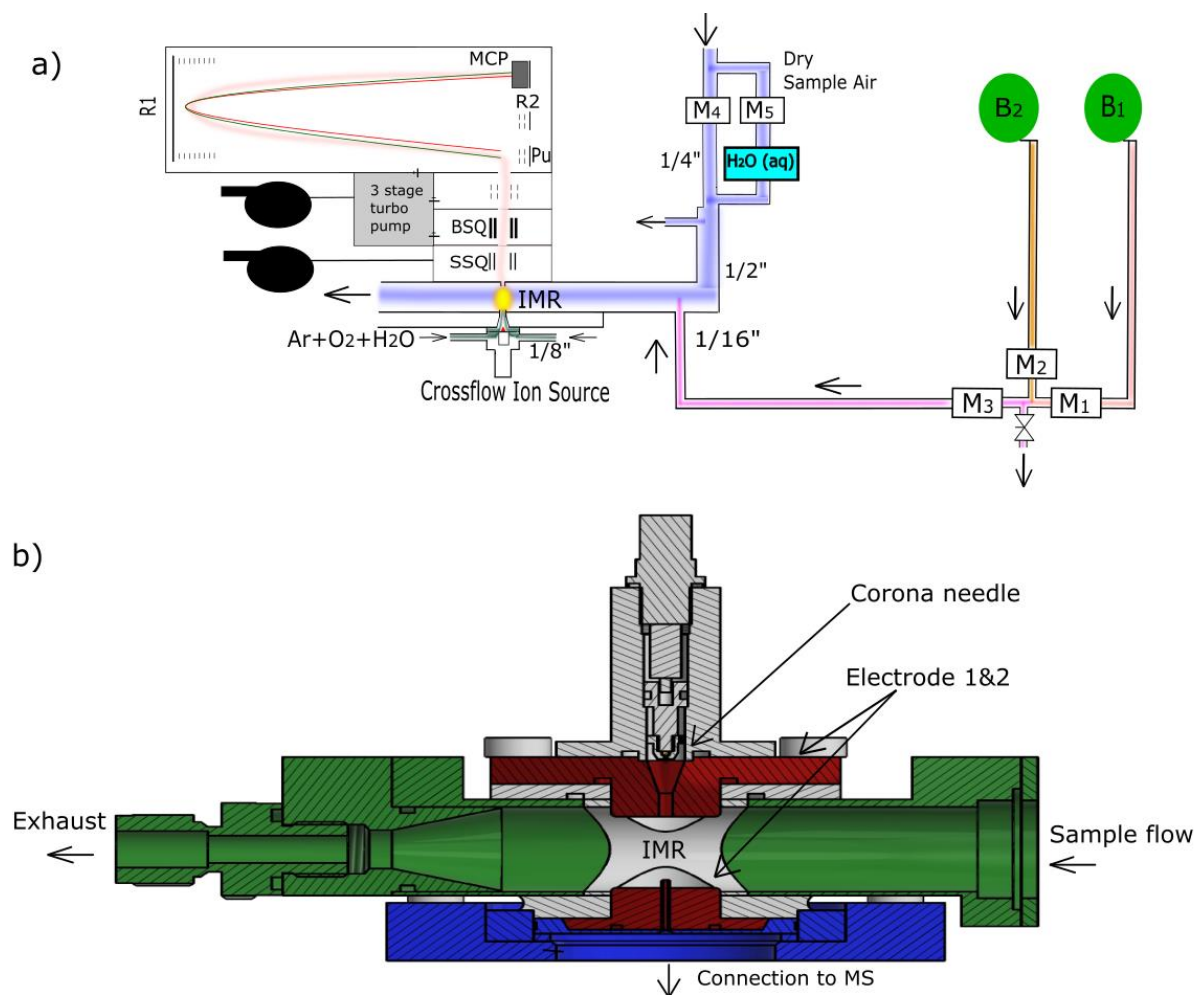 a)
MCP
R1
R2
Pu
3 stage
turbo
pump
BSQ
SSQ
IMR
Ar+O2+H2O
1/8"
Crossflow Ion Source
Dry
Sample Air
M4
M5
1/4"
H2O (aq)
1/2"
1/16"
B2
B1
M2
M3
M1
b)
Corona needle
Electrode 1&2
Exhaust
IMR
Sample flow
Connection to MS